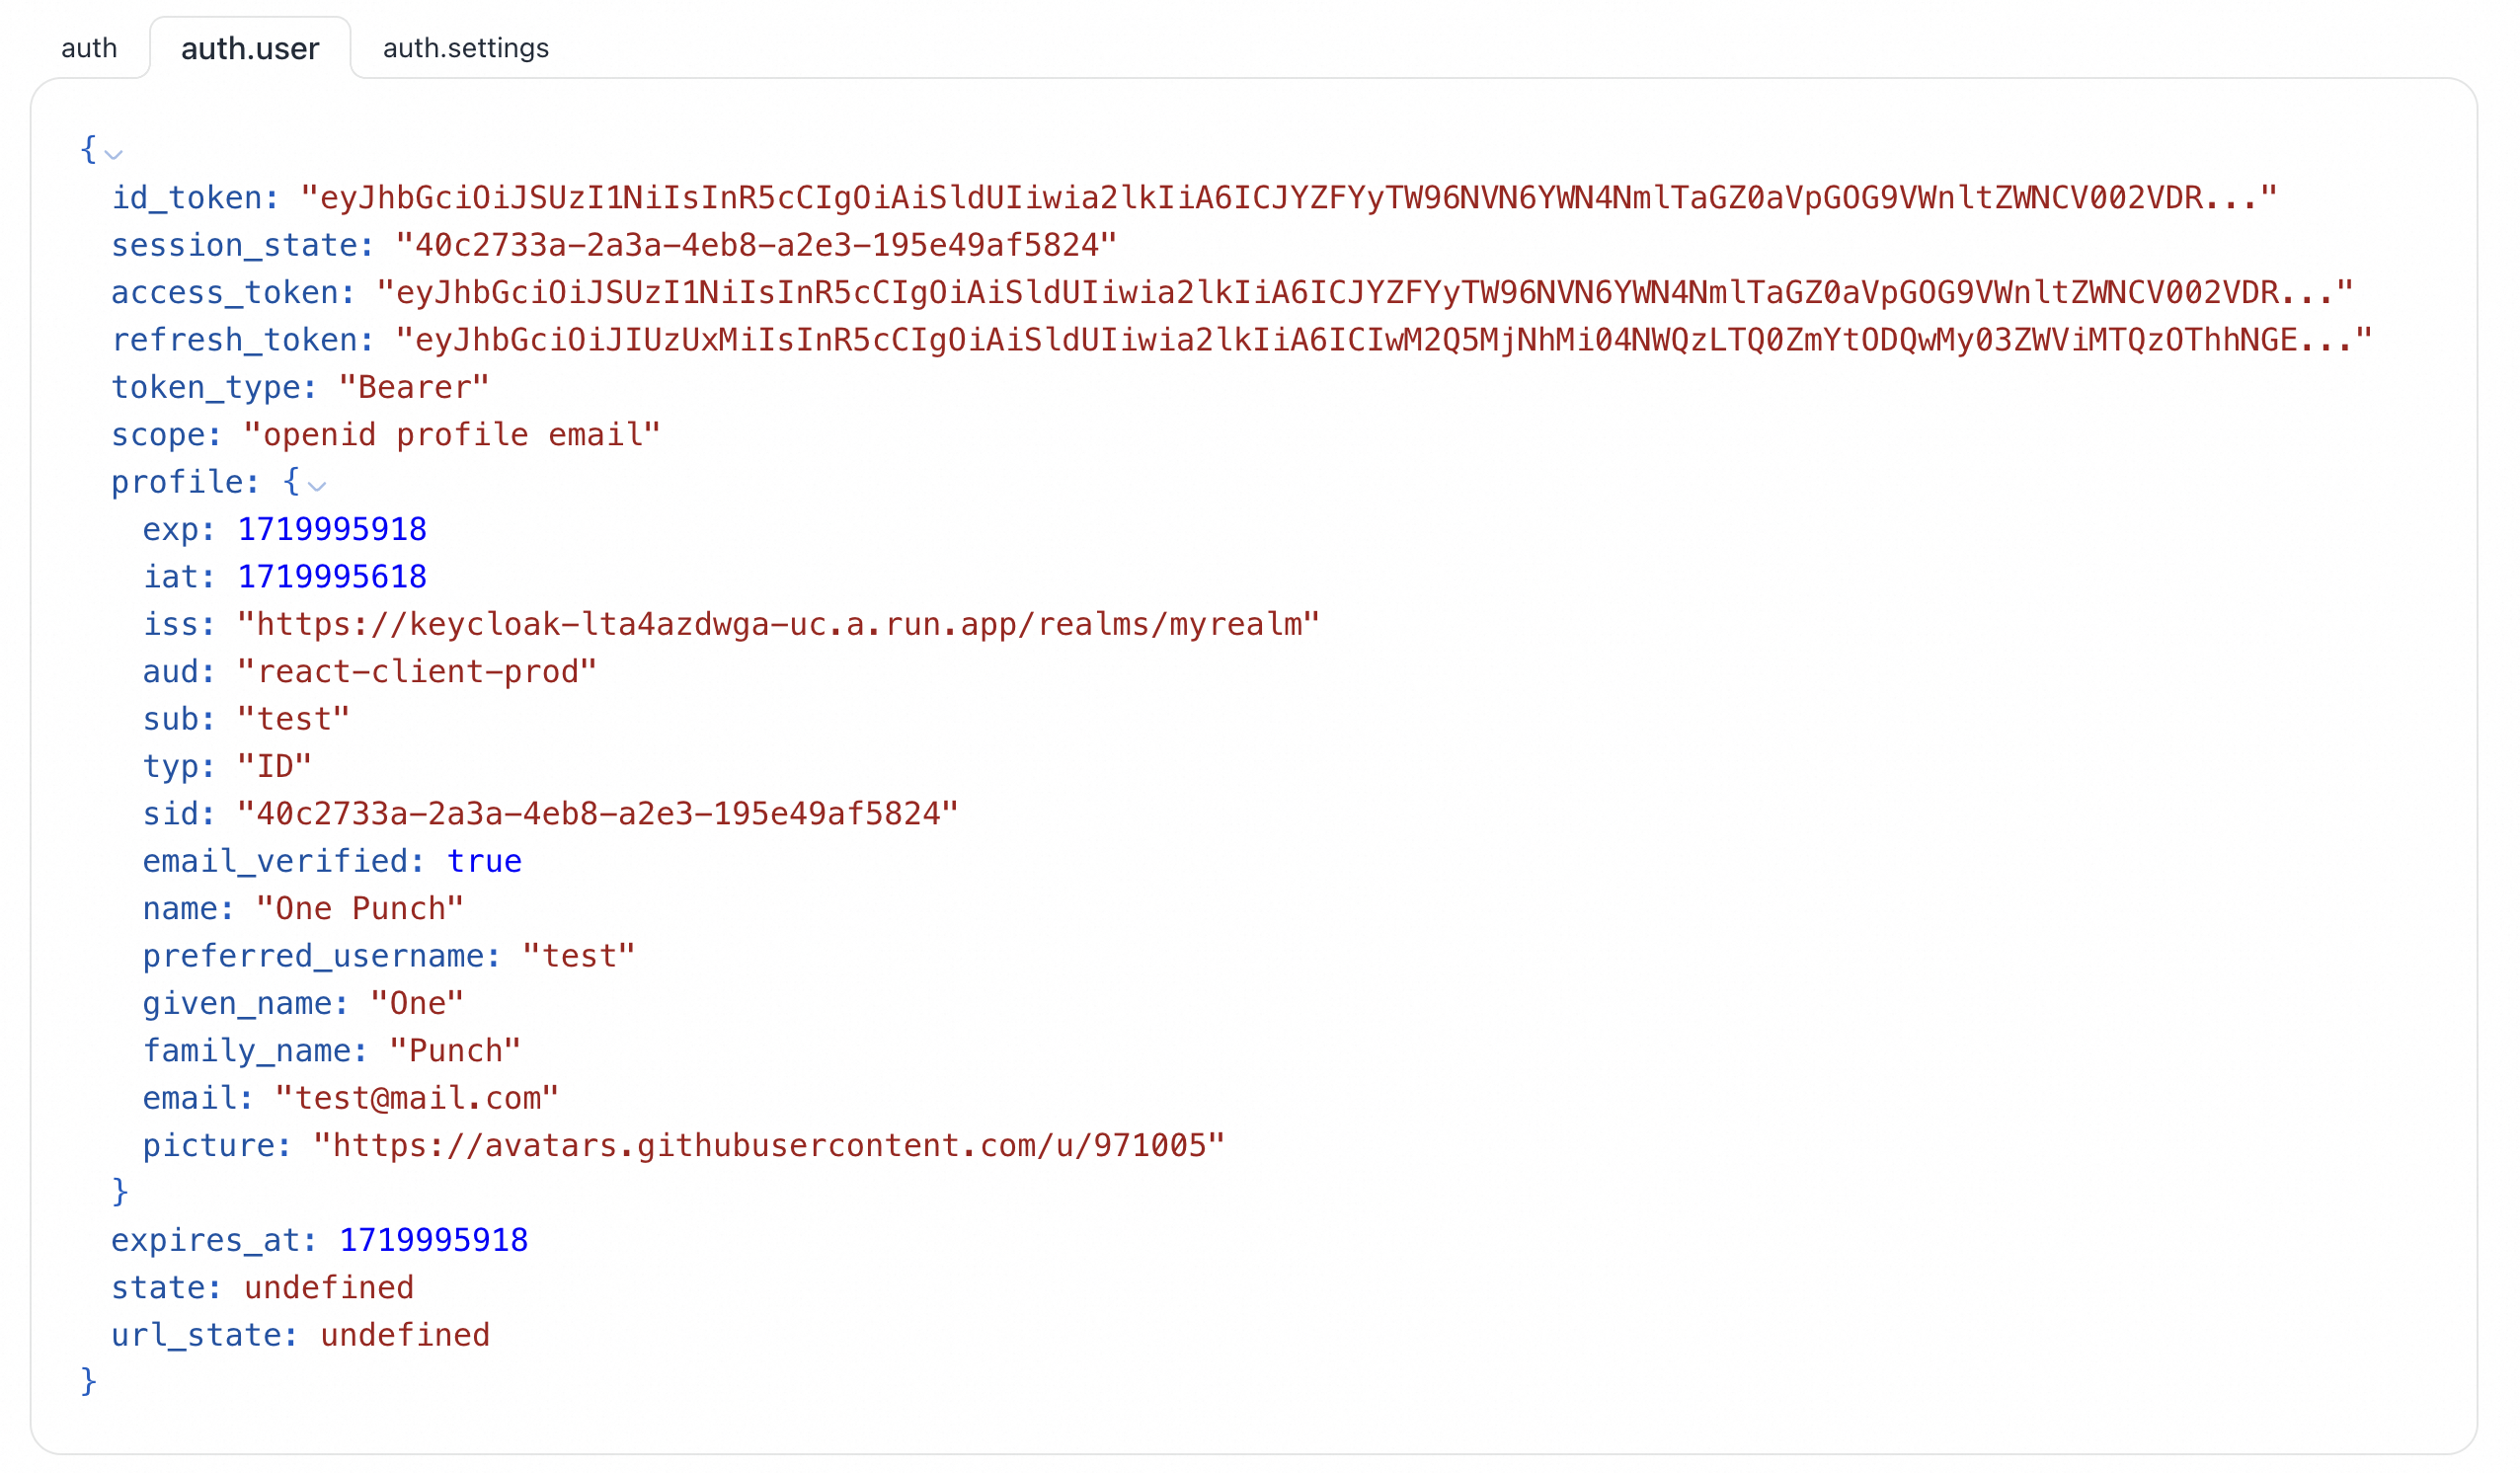 auth auth.user auth.settings
{
id_token: "eyJhbGciOiJSUzI1NiIsInR5cCIgOiAiSldUIiwia2lkIiA6ICJYZFYyTW96NVN6YWN4NmlTaGZ0aVpGOG9VWnltZWNCV002VDR..."
session_state: "40c2733a-2a3a-4eb8-a2e3-195e49af5824"
access_token: "eyJhbGciOiJSUzI1NiIsInR5cCIgOiAiSldUIiwia2lkIiA6ICJYZFYyTW96NVN6YWN4NmlTaGZ0aVpGOG9VWnltZWNCV002VDR..."
refresh_token: "eyJhbGciOiJIUzUxMiIsInR5cCIgOiAiSldUIiwia2lkIiA6ICIwM2Q5MjNhMi04NWQzLTQ0ZmYtODQwMy03ZWViMTQzOThhNGE..."
token_type: "Bearer"
scope: "openid profile email"
profile: {
exp: 1719995918
iat: 1719995618
iss: "https://keycloak-lta4azdwga-uc.a.run.app/realms/myrealm"
aud: "react-client-prod"
sub: "test"
typ: "ID"
sid: "40c2733a-2a3a-4eb8-a2e3-195e49af5824"
email_verified: true
name: "One Punch"
preferred_username: "test"
given_name: "One"
family_name: "Punch"
email: "test@mail.com"
picture: "https://avatars.githubusercontent.com/u/971005"
}
expires_at: 1719995918
state: undefined
url_state: undefined
}